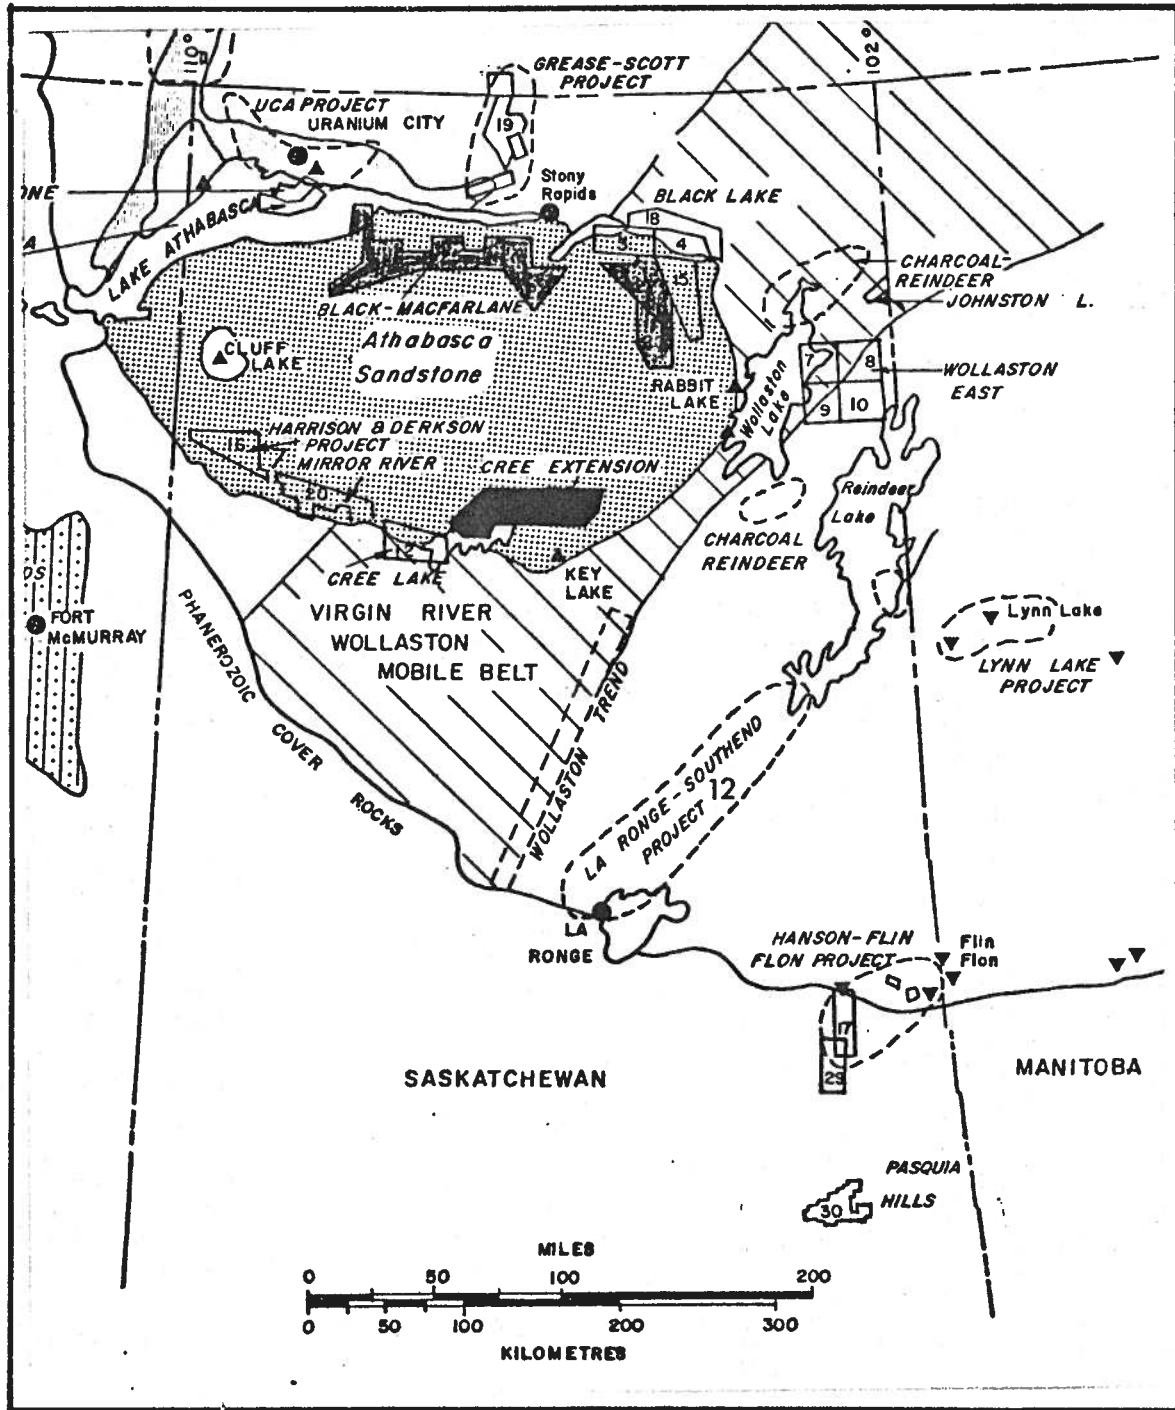 110°
102°
GREASE-SCOTT
PROJECT
UCA PROJECT
URANIUM CITY
19
ONE
Stony
Rapids
BLACK LAKE
18
3
4
15
LAKE ATHABASCA
A
CHARCOAL-
REINDEER
JOHNSTON L.
11
BLACK-MACFARLANE
Athabasca
Sandstone
CLUFF
LAKE
RABBIT
LAKE
Wollaston
Lake
7
8
9
10
WOLLASTON
EAST
HARRISON & DERKSON
PROJECT
16
MIRROR RIVER
20
CREE EXTENSION
Reindeer
Lake
CHARCOAL
REINDEER
12
CREE LAKE
KEY
LAKE
DS
FORT
McMURRAY
VIRGIN RIVER
WOLLASTON
MOBILE BELT
Lynn Lake
LYNN LAKE
PROJECT
PHANEROZOIC
COVER
ROCKS
WOLLASTON TREND
LA RONGE-SOUTHEND
PROJECT 12
LA
RONGE
HANSON-FLIN
FLON PROJECT
Flin
Flon
17
29
SASKATCHEWAN
MANITOBA
PASQUIA
HILLS
30
MILES
0 50 100 200
0 50 100 200 300
KILOMETRES